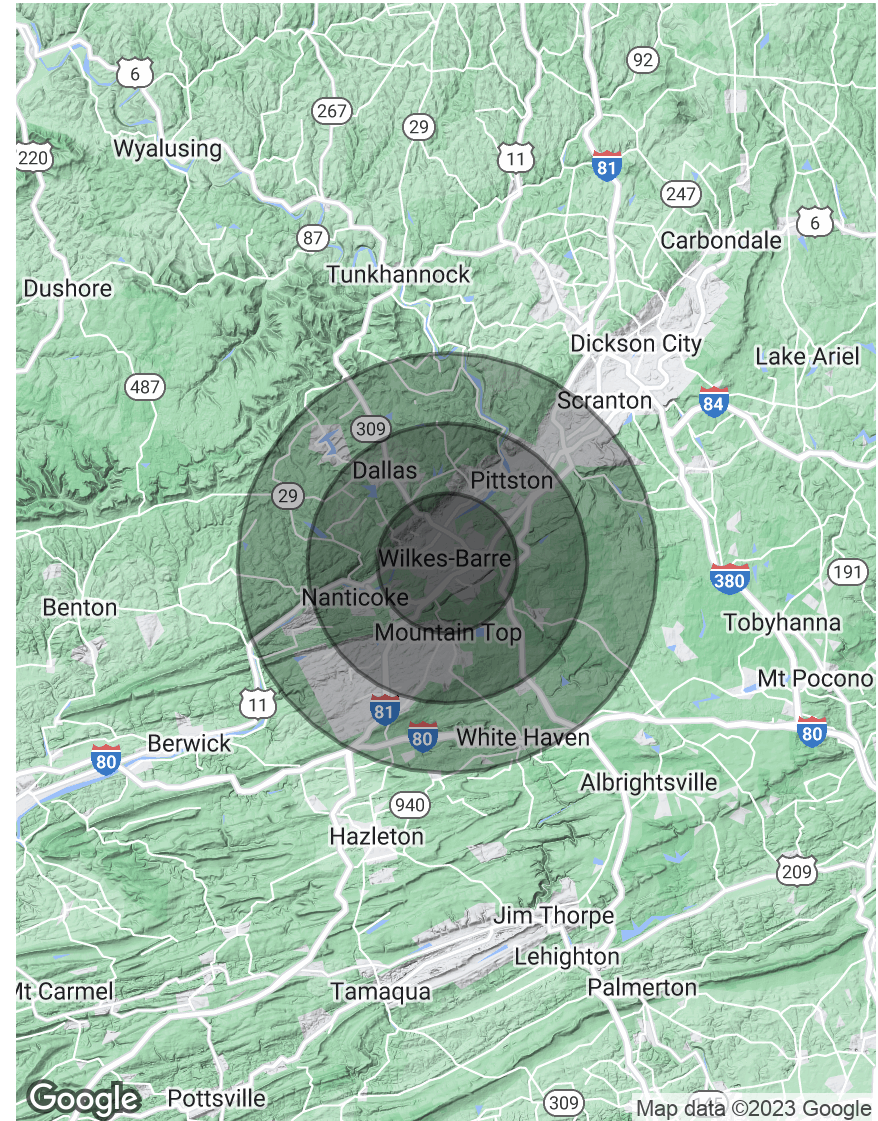 92
6
267
29
Wyalusing
220
11
81
247
87
Carbondale
6
Tunkhannock
Dushore
Dickson City
Lake Ariel
487
Scranton
84
309
Dallas
Pittston
29
Wilkes-Barre
380
191
Benton
Nanticoke
Tobyhanna
Mountain Top
Mt Pocono
11
81
80
White Haven
80
Berwick
80
Albrightsville
940
Hazleton
209
Jim Thorpe
Lehighton
Mt Carmel
Tamaqua
Palmerton
Google
Pottsville
309
145
Map data ©2023 Google